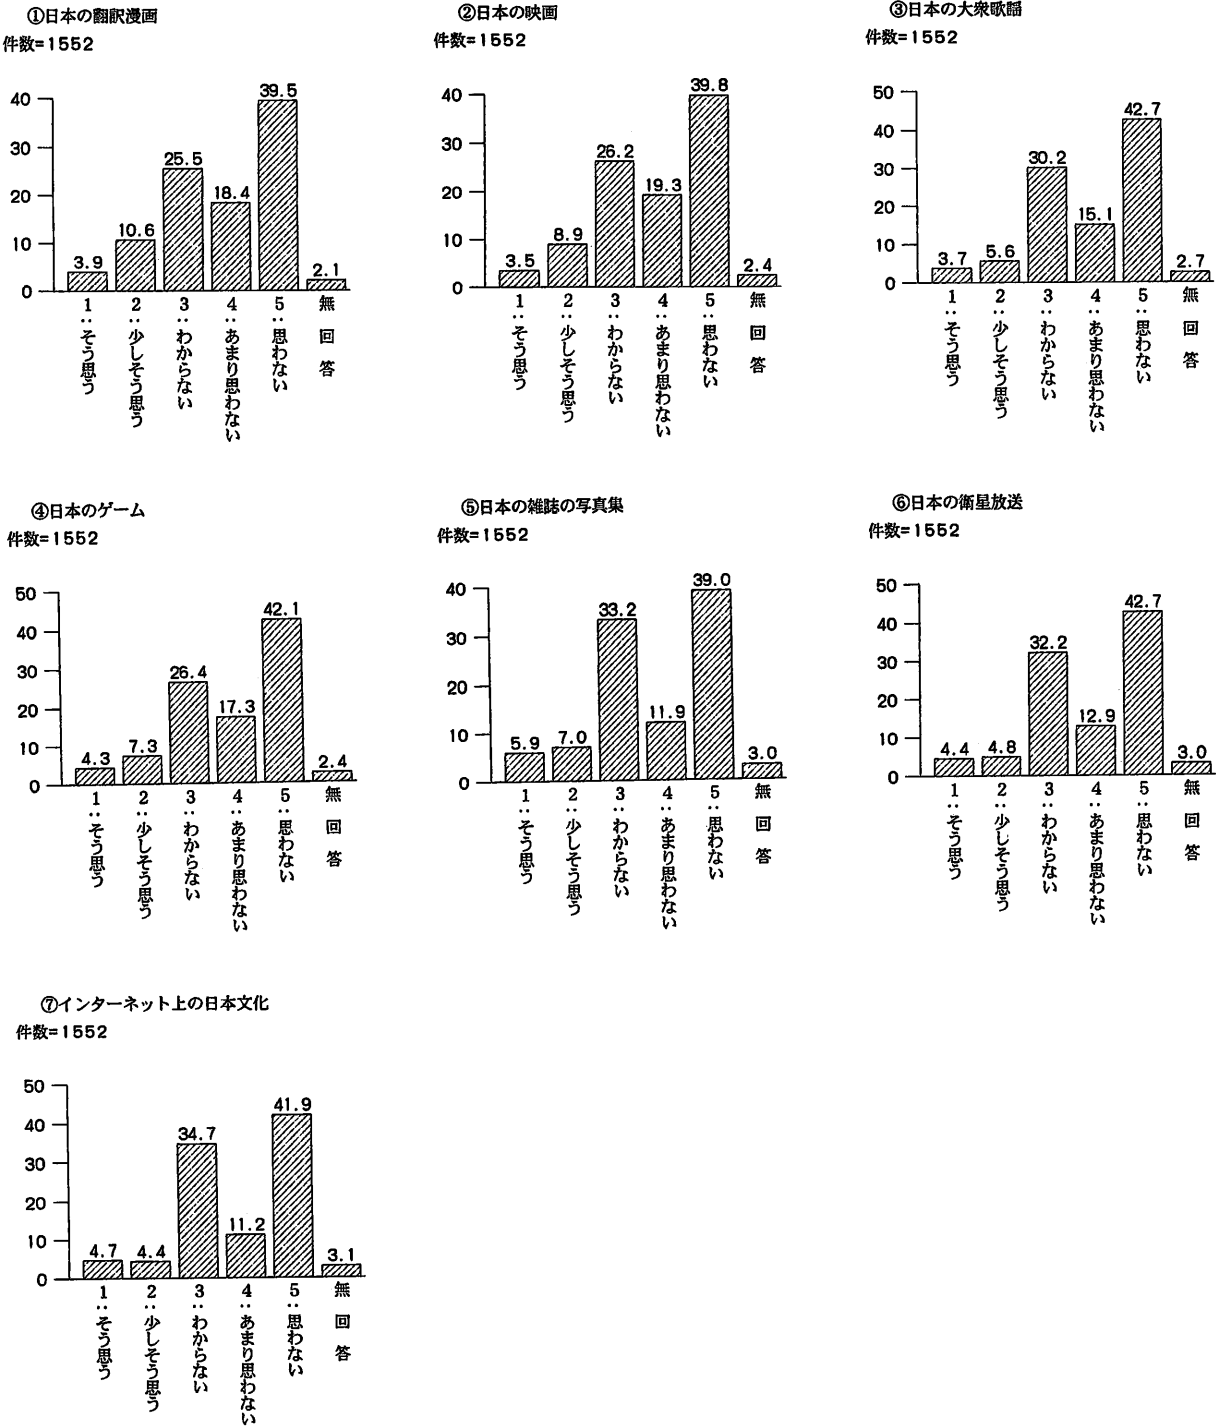 ①日本の翻訳漫画
件数=1552
40
30
20
10
0
3.9
10.6
25.5
18.4
39.5
2.1
1:そう思う
2:少しそう思う
3:わからない
4:あまり思わない
5:思わない
無回答
②日本の映画
件数=1552
40
30
20
10
0
3.5
8.9
26.2
19.3
39.8
2.4
1:そう思う
2:少しそう思う
3:わからない
4:あまり思わない
5:思わない
無回答
③日本の大衆歌謡
件数=1552
50
40
30
20
10
0
3.7
5.6
30.2
15.1
42.7
2.7
1:そう思う
2:少しそう思う
3:わからない
4:あまり思わない
5:思わない
無回答
④日本のゲーム
件数=1552
50
40
30
20
10
0
4.3
7.3
26.4
17.3
42.1
2.4
1:そう思う
2:少しそう思う
3:わからない
4:あまり思わない
5:思わない
無回答
⑤日本の雑誌の写真集
件数=1552
40
30
20
10
0
5.9
7.0
33.2
11.9
39.0
3.0
1:そう思う
2:少しそう思う
3:わからない
4:あまり思わない
5:思わない
無回答
⑥日本の衛星放送
件数=1552
50
40
30
20
10
0
4.4
4.8
32.2
12.9
42.7
3.0
1:そう思う
2:少しそう思う
3:わからない
4:あまり思わない
5:思わない
無回答
⑦インターネット上の日本文化
件数=1552
50
40
30
20
10
0
4.7
4.4
34.7
11.2
41.9
3.1
1:そう思う
2:少しそう思う
3:わからない
4:あまり思わない
5:思わない
無回答